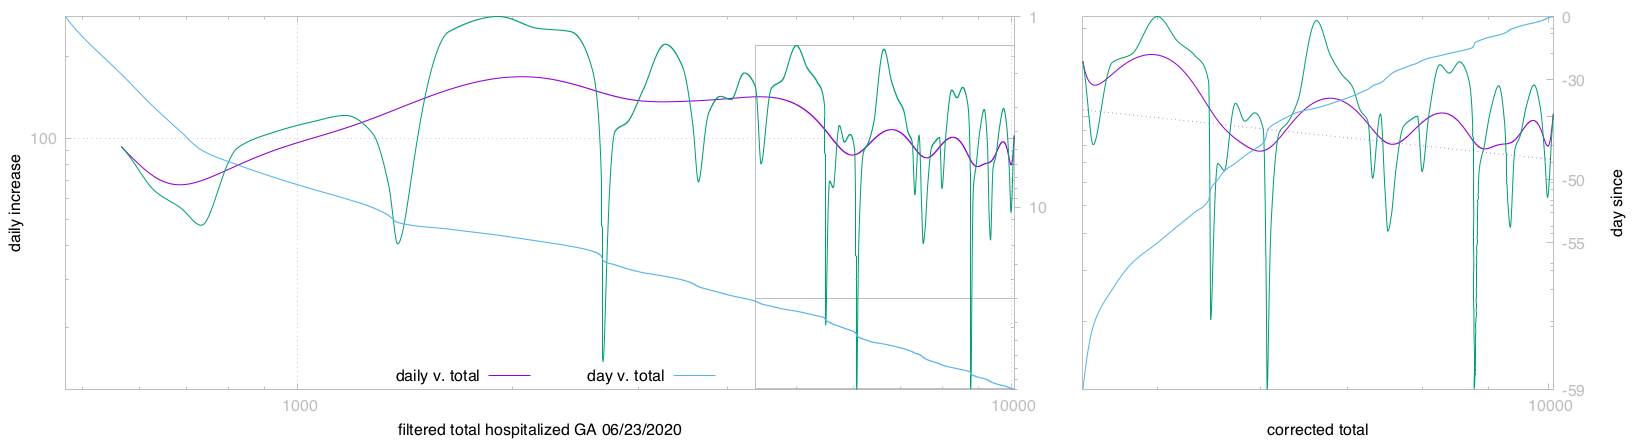 1
0
-30
100
daily increase
-50
day since
10
-55
daily v. total
day v. total
-59
1000
10000
10000
filtered total hospitalized GA 06/23/2020
corrected total